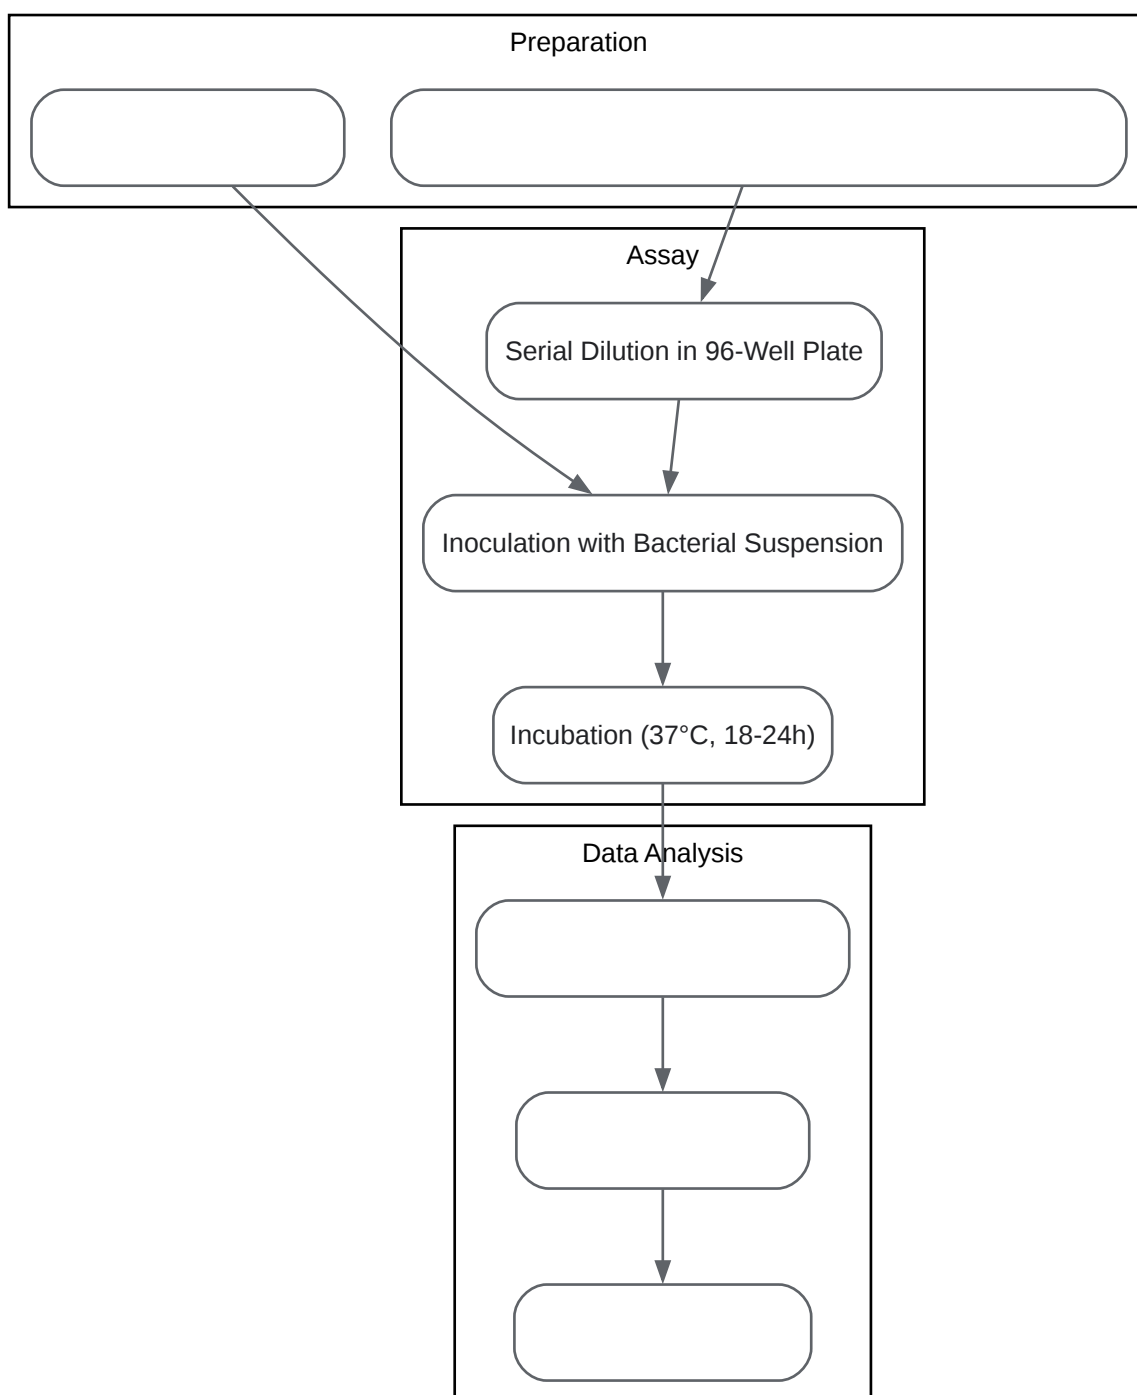 Preparation
Assay
Serial Dilution in 96-Well Plate
Inoculation with Bacterial Suspension
Incubation (37°C, 18-24h)
Data Analysis